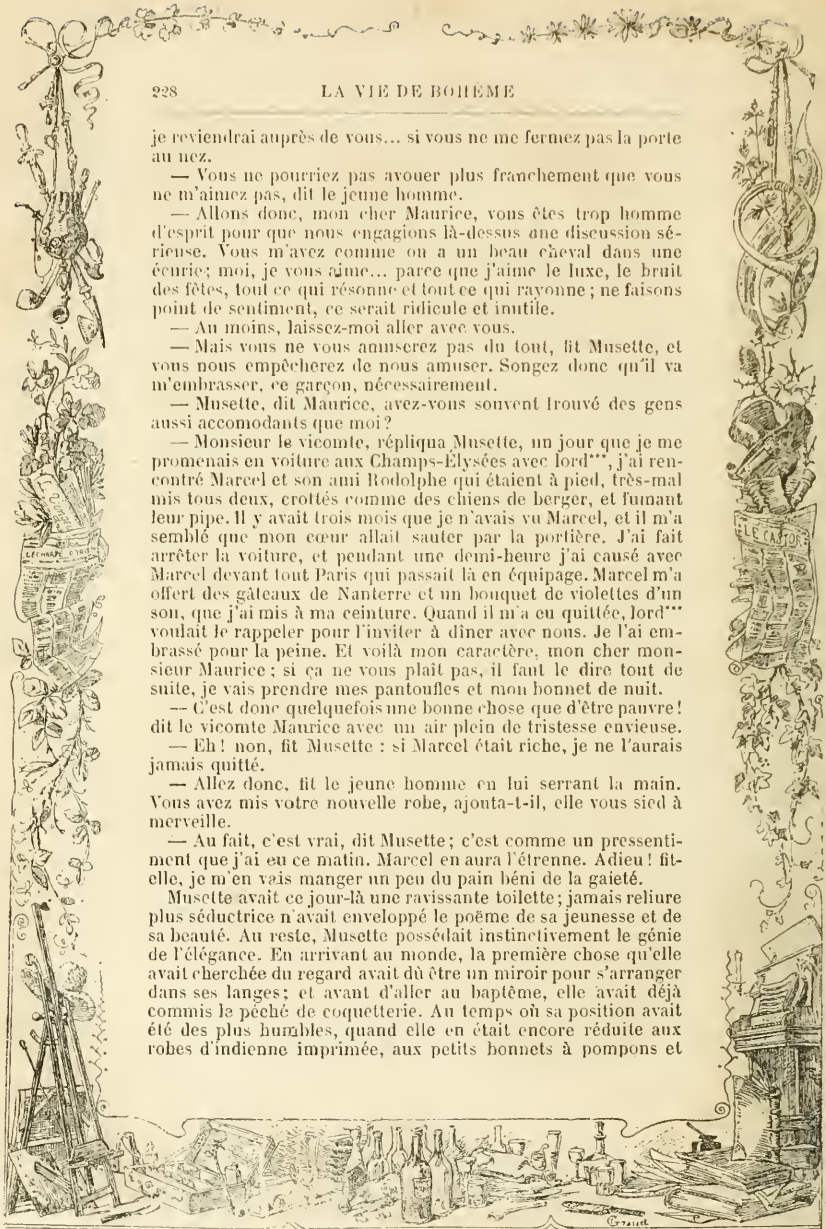 228 LA VIE DE BOHÈME
je reviendrai auprès de vous... si vous ne me fermez pas la porte
au nez.
— Vous ne pourriez pas avouer plus franchement que vous
ne m'aimez pas, dit le jeune homme.
— Allons donc, mon cher Maurice, vous êtes trop homme
d'esprit pour que nous engagions là-dessus une discussion sé-
rieuse. Vous m'avez comme on a un beau cheval dans une
écurie; moi, je vous aime... parce que j'aime le luxe, le bruit
des fêtes, tout ce qui résonne et tout ce qui rayonne; ne faisons
point de sentiment, ce serait ridicule et inutile.
— Au moins, laissez-moi aller avec vous.
— Mais vous ne vous amuserez pas du tout, fit Musette, et
vous nous empêcherez de nous amuser. Songez donc qu'il va
m'embrasser, ce garçon, nécessairement.
— Musette, dit Maurice, avez-vous souvent trouvé des gens
aussi accomodants que moi?
— Monsieur le vicomte, répliqua Musette, un jour que je me
promenais en voiture aux Champs-Élysées avec lord***, j'ai ren-
contré Marcel et son ami Rodolphe qui étaient à pied, très-mal
mis tous deux, crottés comme des chiens de berger, et fumant
leur pipe. Il y avait trois mois que je n'avais vu Marcel, et il m'a
semblé que mon cœur allait sauter par la portière. J'ai fait
arrêter la voiture, et pendant une demi-heure j'ai causé avec
Marcel devant tout Paris qui passait là en équipage. Marcel m'a
offert des gâteaux de Nanterre et un bouquet de violettes d'un
sou, que j'ai mis à ma ceinture. Quand il m'a eu quittée, lord***
voulait le rappeler pour l'inviter à dîner avec nous. Je l'ai em-
brassé pour la peine. Et voilà mon caractère, mon cher mon-
sieur Maurice; si ça ne vous plaît pas, il faut le dire tout de
suite, je vais prendre mes pantoufles et mon bonnet de nuit.
— C'est donc quelquefois une bonne chose que d'être pauvre!
dit le vicomte Maurice avec un air plein de tristesse envieuse.
— Eh! non, fit Musette : si Marcel était riche, je ne l'aurais
jamais quitté.
— Allez donc, fit le jeune homme en lui serrant la main.
Vous avez mis votre nouvelle robe, ajouta-t-il, elle vous sied à
merveille.
— Au fait, c'est vrai, dit Musette; c'est comme un pressenti-
ment que j'ai eu ce matin. Marcel en aura l'étrenne. Adieu! fit-
elle, je m'en vais manger un peu du pain béni de la gaieté.
Musette avait ce jour-là une ravissante toilette; jamais reliure
plus séductrice n'avait enveloppé le poëme de sa jeunesse et de
sa beauté. Au reste, Musette possédait instinctivement le génie
de l'élégance. En arrivant au monde, la première chose qu'elle
avait cherchée du regard avait dû être un miroir pour s'arranger
dans ses langes; et avant d'aller au baptême, elle avait déjà
commis le péché de coquetterie. Au temps où sa position avait
été des plus humbles, quand elle en était encore réduite aux
robes d'indienne imprimée, aux petits bonnets à pompons et
LE CASTOR
Grasset